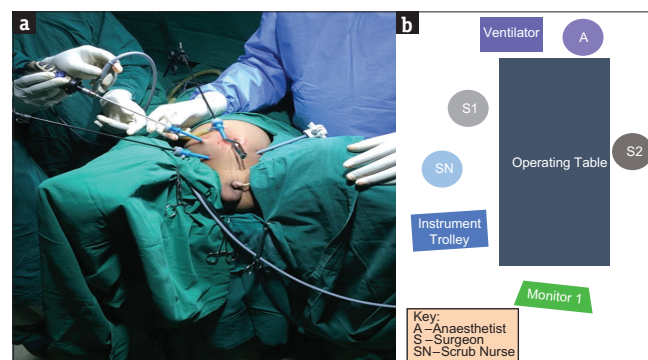 a
b
Ventilator
A
S1
S2
Operating Table
SN
Instrument
Trolley
Monitor 1
Key:
A –Anaesthetist
S –Surgeon
SN–Scrub Nurse